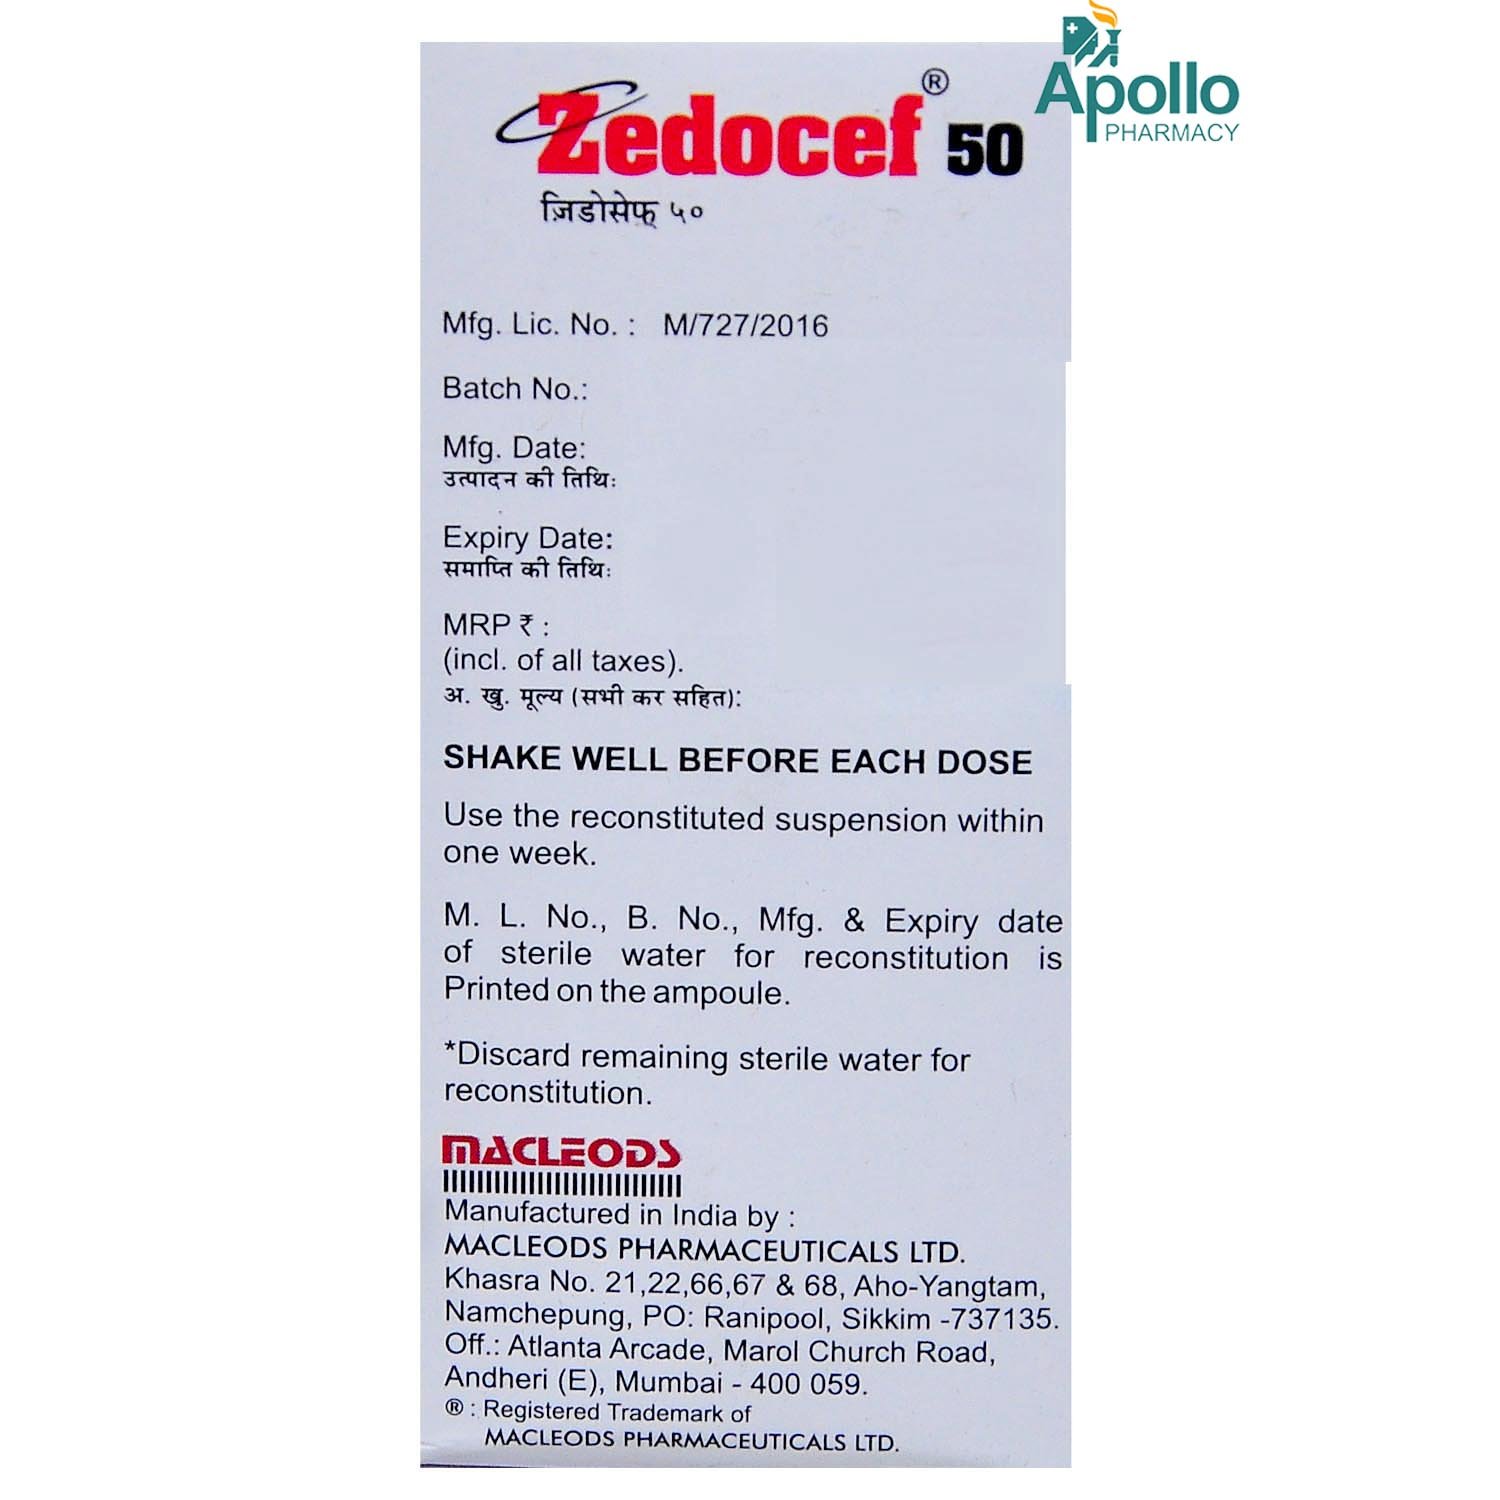 Apollo
PHARMACY
Zedocef® 50
ज़िडोसेफ़् ५०
Mfg. Lic. No. : M/727/2016
Batch No.:
Mfg. Date:
उत्पादन की तिथि:
Expiry Date:
समाप्ति की तिथि:
MRP ₹ :
(incl. of all taxes).
अ. खु. मूल्य (सभी कर सहित):
SHAKE WELL BEFORE EACH DOSE
Use the reconstituted suspension within
one week.
M. L. No., B. No., Mfg. & Expiry date
of sterile water for reconstitution is
Printed on the ampoule.
*Discard remaining sterile water for
reconstitution.
MACLEODS
Manufactured in India by :
MACLEODS PHARMACEUTICALS LTD.
Khasra No. 21,22,66,67 & 68, Aho-Yangtam,
Namchepung, PO: Ranipool, Sikkim -737135.
Off.: Atlanta Arcade, Marol Church Road,
Andheri (E), Mumbai - 400 059.
® : Registered Trademark of
MACLEODS PHARMACEUTICALS LTD.